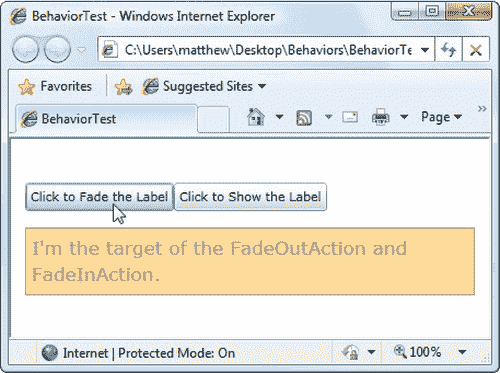 BehaviorTest - Windows Internet Explorer
C:\Users\matthew\Desktop\Behaviors\BehaviorTe
Favorites Suggested Sites
BehaviorTest Page
Click to Fade the Label Click to Show the Label
I'm the target of the FadeOutAction and
FadeInAction.
Internet | Protected Mode: On 100%